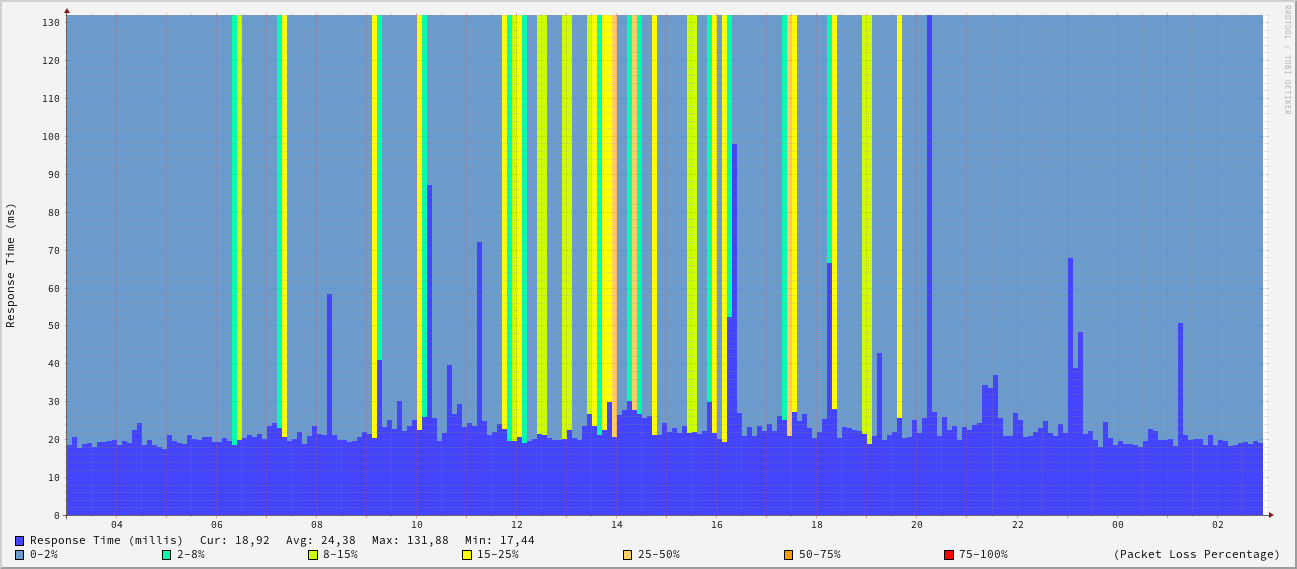 RRDTOOL / TOBI OETIKER
Response Time (ms)
130
120
110
100
90
80
70
60
50
40
30
20
10
0
04 06 08 10 12 14 16 18 20 22 00 02
Response Time (millis) Cur: 18,92 Avg: 24,38 Max: 131,88 Min: 17,44
0-2% 2-8% 8-15% 15-25% 25-50% 50-75% 75-100% (Packet Loss Percentage)